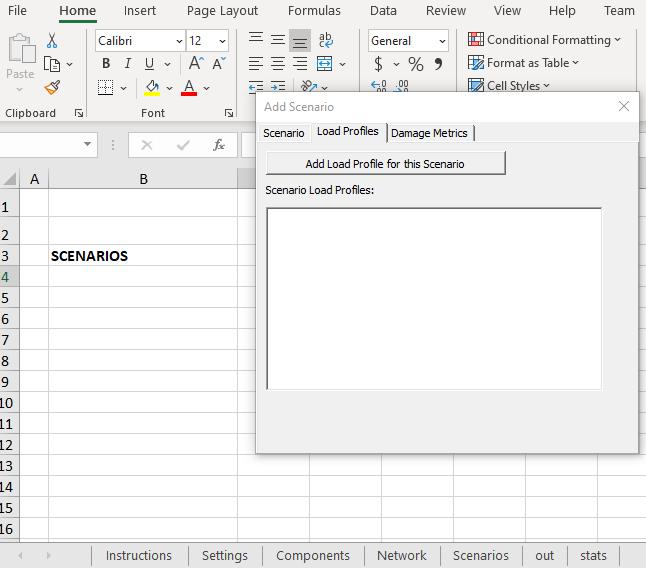 File Home Insert Page Layout Formulas Data Review View Help Team
Paste
Calibri 12
General
Conditional Formatting
B I U A A
$ % 9
Format as Table
Cell Styles
Clipboard Font
Add Scenario
Scenario Load Profiles Damage Metrics
fx
Add Load Profile for this Scenario
Scenario Load Profiles:
A B
1
2
3 SCENARIOS
4
5
6
7
8
9
10
11
12
13
14
15
16
Instructions Settings Components Network Scenarios out stats